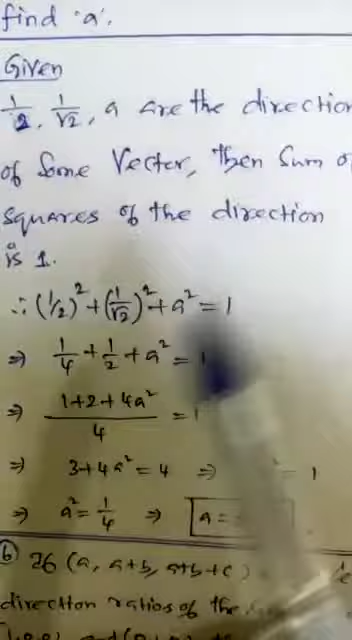 find 'a'.
Given
1/2, 1/√2, a are the direction
of Some Vector, then Sum of
squares of the direction
is 1.
∴ (1/2)² + (1/√2)² + a² = 1
⇒ 1/4 + 1/2 + a² = 1
⇒ (1+2+4a²)/4 = 1
⇒ 3+4a² = 4 ⇒ = 1
⇒ a² = 1/4 ⇒ a =
(b) If (a, a+b, a+b+c)
direction ratios of the